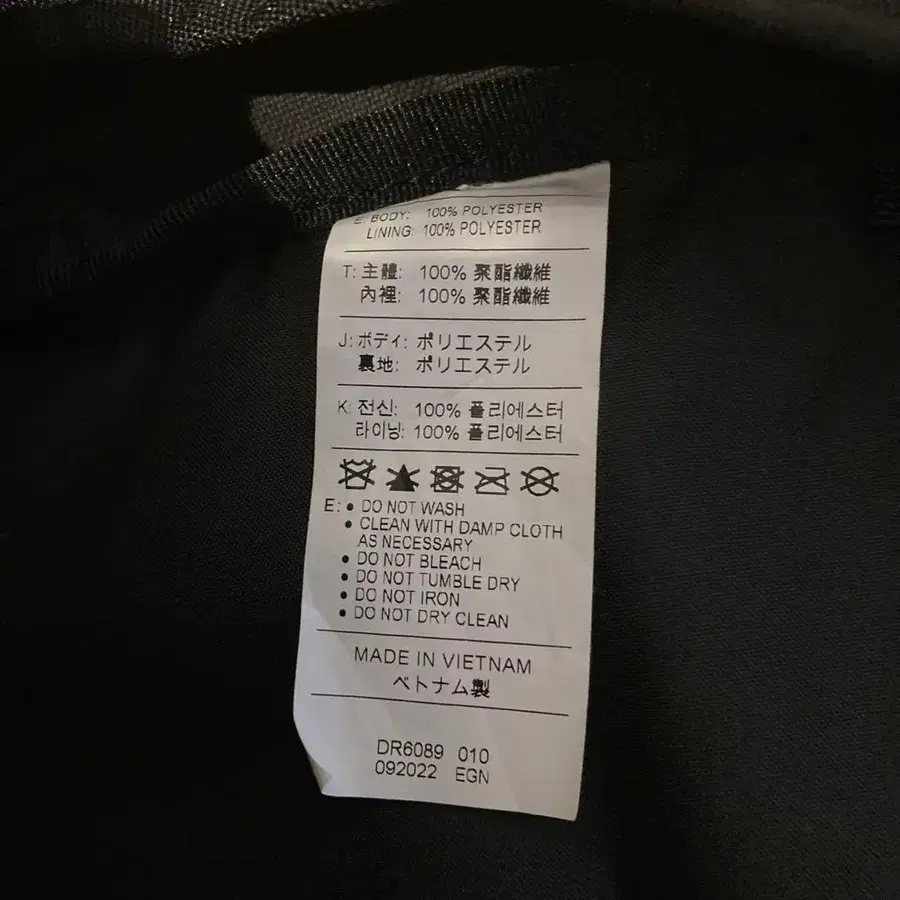 E: BODY: 100% POLYESTER
LINING: 100% POLYESTER
T: 主體: 100% 聚酯纖維
內裡: 100% 聚酯纖維
J: ボディ: ポリエステル
裏地: ポリエステル
K: 전신: 100% 폴리에스터
라이닝: 100% 폴리에스터
E: • DO NOT WASH
• CLEAN WITH DAMP CLOTH
AS NECESSARY
• DO NOT BLEACH
• DO NOT TUMBLE DRY
• DO NOT IRON
• DO NOT DRY CLEAN
MADE IN VIETNAM
ベトナム製
DR6089 010
092022 EGN